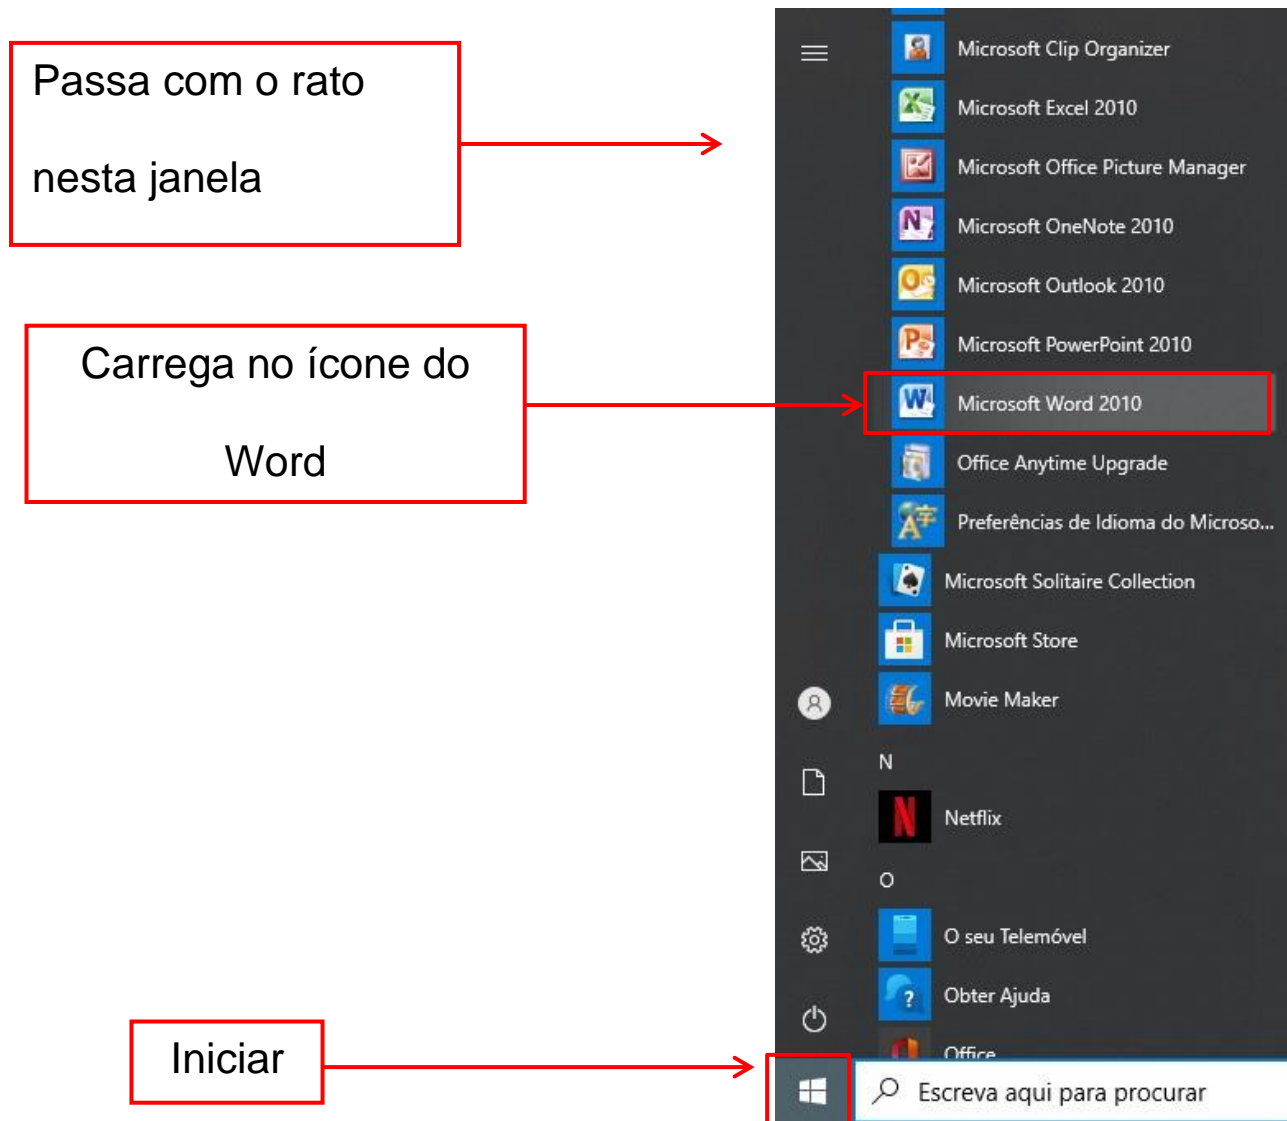 Passa com o rato
nesta janela
Carrega no ícone do
Word
Iniciar
Microsoft Clip Organizer
Microsoft Excel 2010
Microsoft Office Picture Manager
Microsoft OneNote 2010
Microsoft Outlook 2010
Microsoft PowerPoint 2010
Microsoft Word 2010
Office Anytime Upgrade
Preferências de Idioma do Microso...
Microsoft Solitaire Collection
Microsoft Store
Movie Maker
N
Netflix
O
O seu Telemóvel
Obter Ajuda
Office
Escreva aqui para procurar